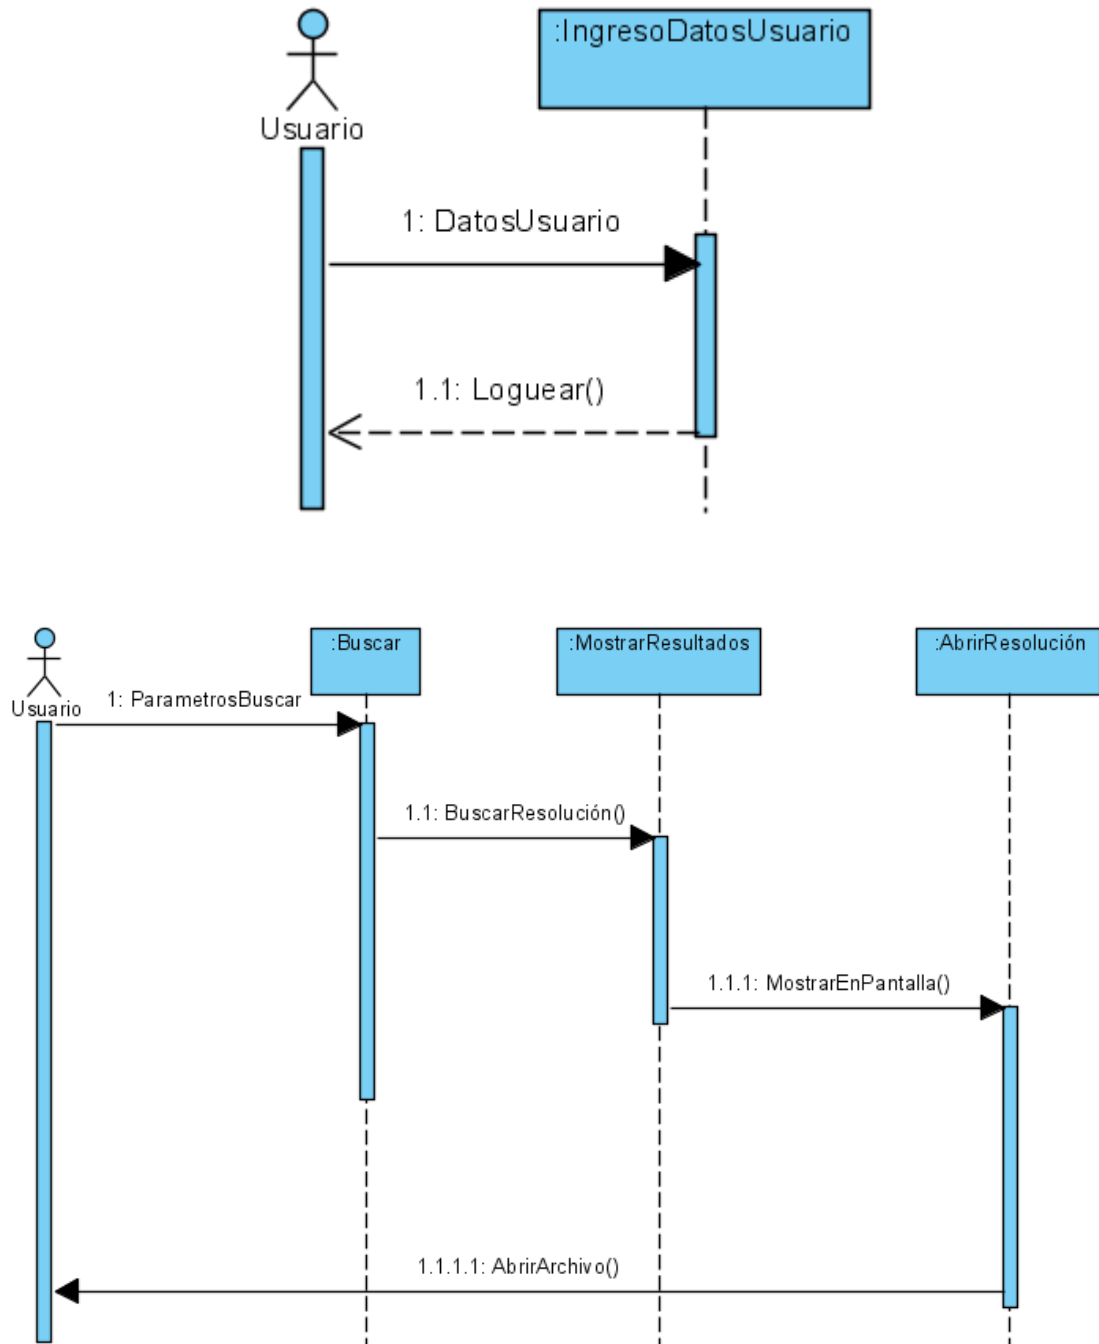 :IngresoDatosUsuario
Usuario
1: DatosUsuario
1.1: Loguear()
:Buscar
:MostrarResultados
:AbrirResolución
Usuario
1: ParametrosBuscar
1.1: BuscarResolución()
1.1.1: MostrarEnPantalla()
1.1.1.1: AbrirArchivo()